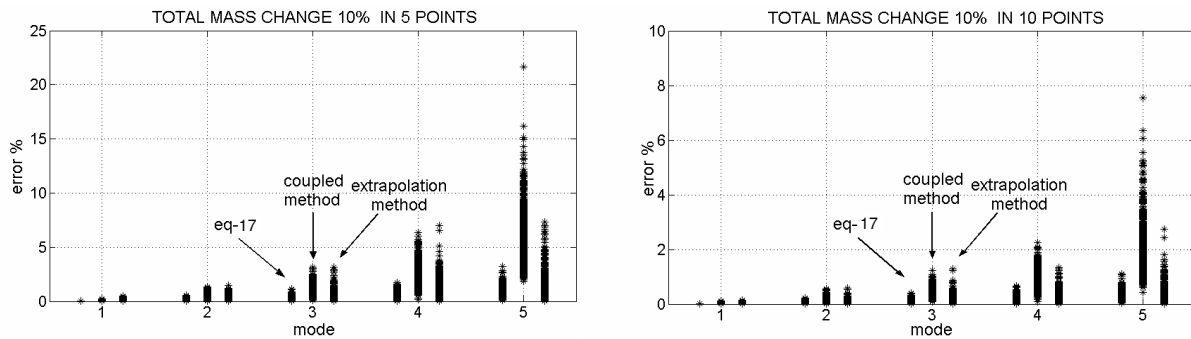 TOTAL MASS CHANGE 10% IN 5 POINTS
25
20
15
10
5
0
error %
eq-17
coupled
method
extrapolation
method
1 2 3 4 5
mode
TOTAL MASS CHANGE 10% IN 10 POINTS
10
8
6
4
2
0
error %
eq-17
coupled
method
extrapolation
method
1 2 3 4 5
mode